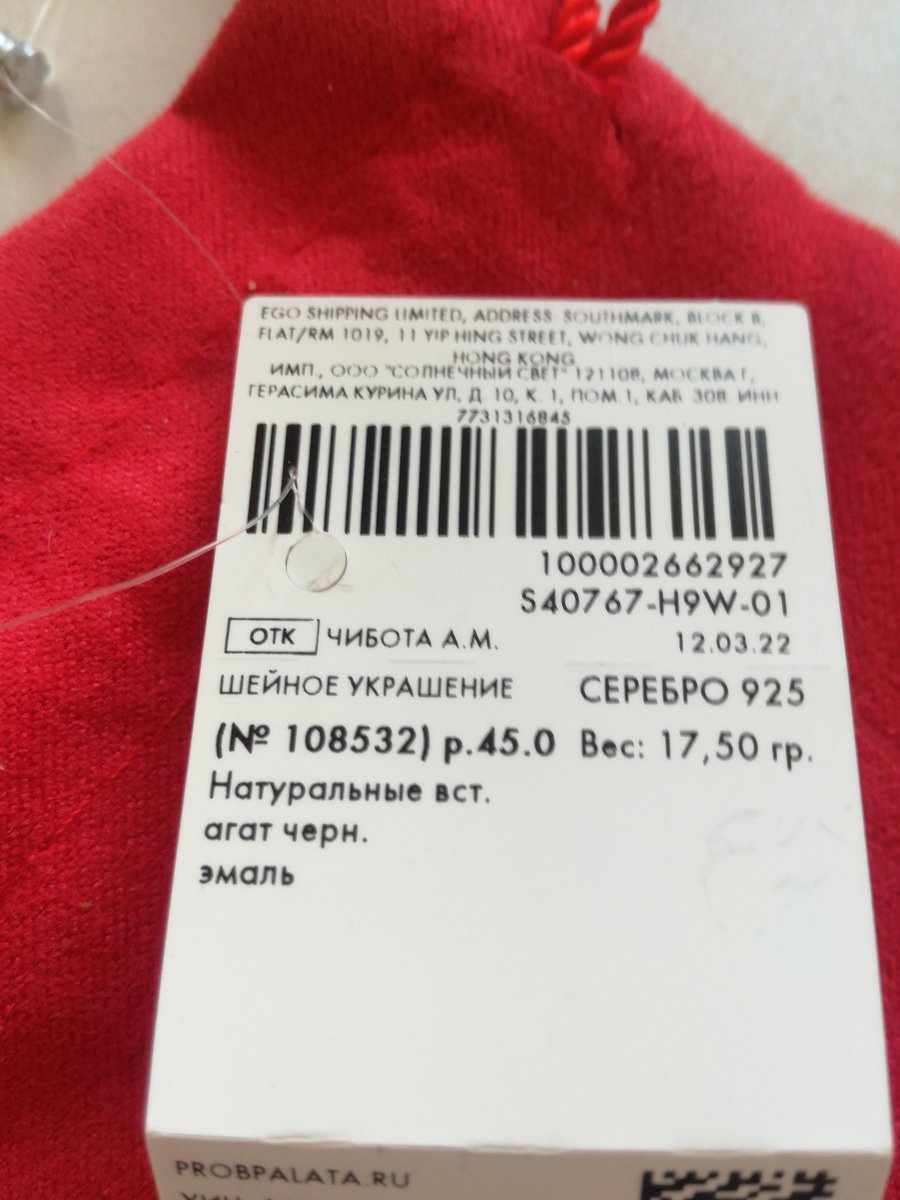 EGO SHIPPING LIMITED, ADDRESS: SOUTHMARK, BLOCK B,
FLAT/RM 1019, 11 YIP HING STREET, WONG CHUK HANG,
HONG KONG
ИМП., ООО "СОЛНЕЧНЫЙ СВЕТ" 121108, МОСКВА Г,
ГЕРАСИМА КУРИНА УЛ, Д. 10, К. 1, ПОМ 1, КАБ. 308. ИНН
7731316845
100002662927
S40767-H9W-01
ОТК ЧИБОТА А.М. 12.03.22
ШЕЙНОЕ УКРАШЕНИЕ СЕРЕБРО 925
(№ 108532) р.45.0 Вес: 17,50 гр.
Натуральные вст.
агат черн.
эмаль
PROBPALATA.RU